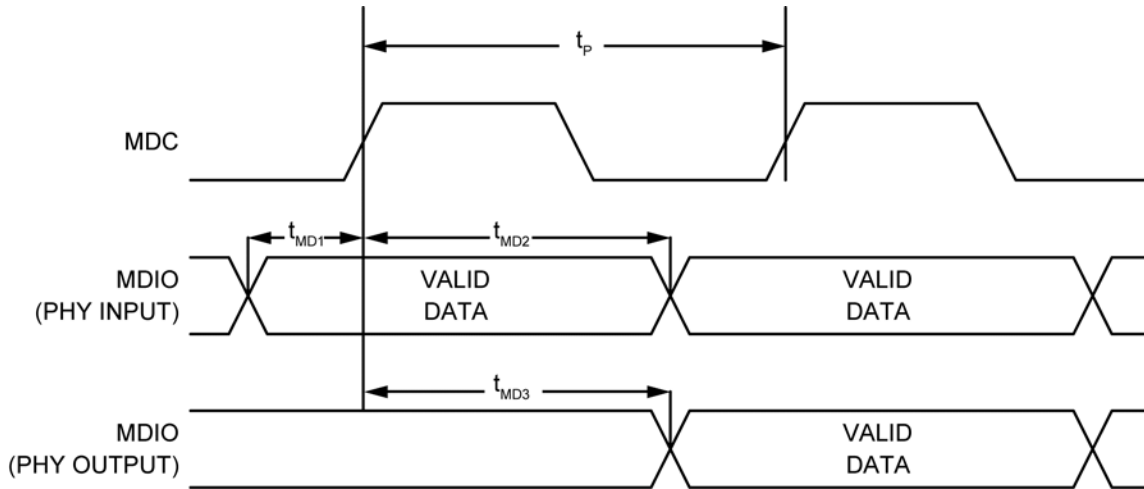 tP
MDC
tMD1
tMD2
MDIO
(PHY INPUT)
VALID
DATA
VALID
DATA
tMD3
MDIO
(PHY OUTPUT)
VALID
DATA